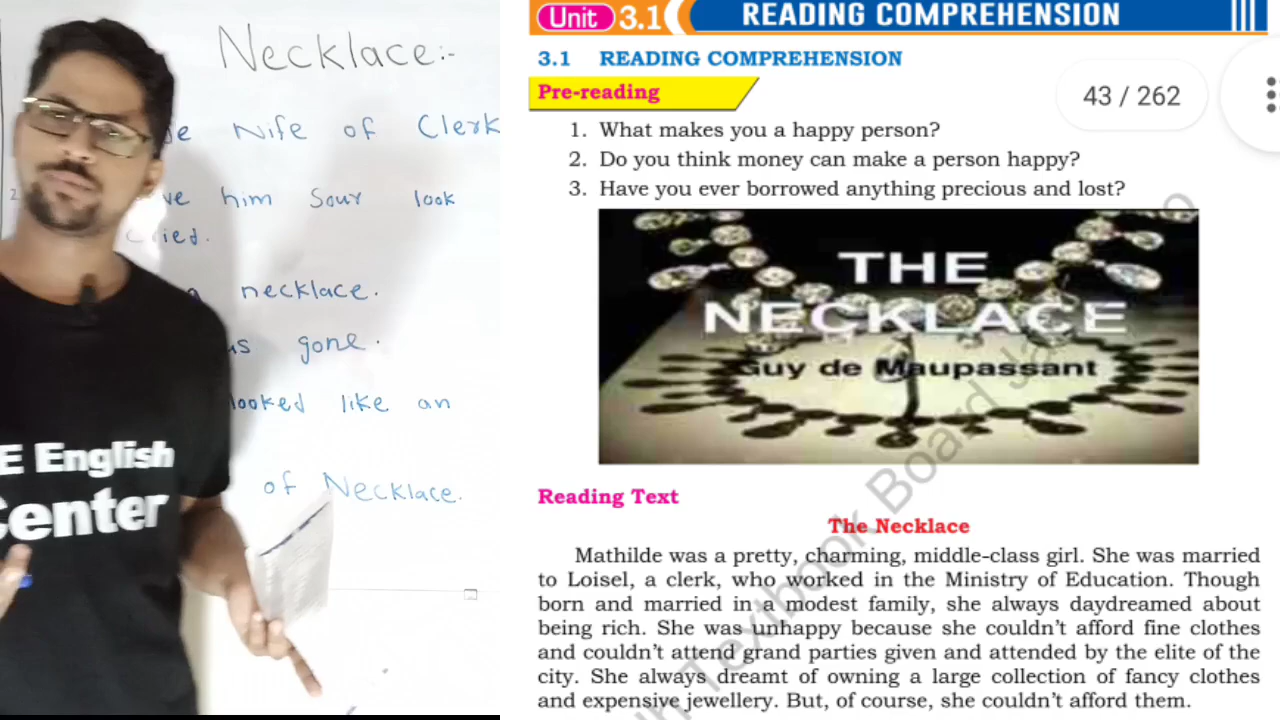 Necklace:-
Nife of Clerk
2
him Sour look
necklace.
gone.
looked like an
of Necklace.
E English
Center
Unit 3.1 READING COMPREHENSION
3.1 READING COMPREHENSION
Pre-reading
43 / 262
1. What makes you a happy person?
2. Do you think money can make a person happy?
3. Have you ever borrowed anything precious and lost?
THE
NECKLACE
Guy de Maupassant
Reading Text
The Necklace
Mathilde was a pretty, charming, middle-class girl. She was married
to Loisel, a clerk, who worked in the Ministry of Education. Though
born and married in a modest family, she always daydreamed about
being rich. She was unhappy because she couldn't afford fine clothes
and couldn't attend grand parties given and attended by the elite of the
city. She always dreamt of owning a large collection of fancy clothes
and expensive jewellery. But, of course, she couldn't afford them.
Textbook Board